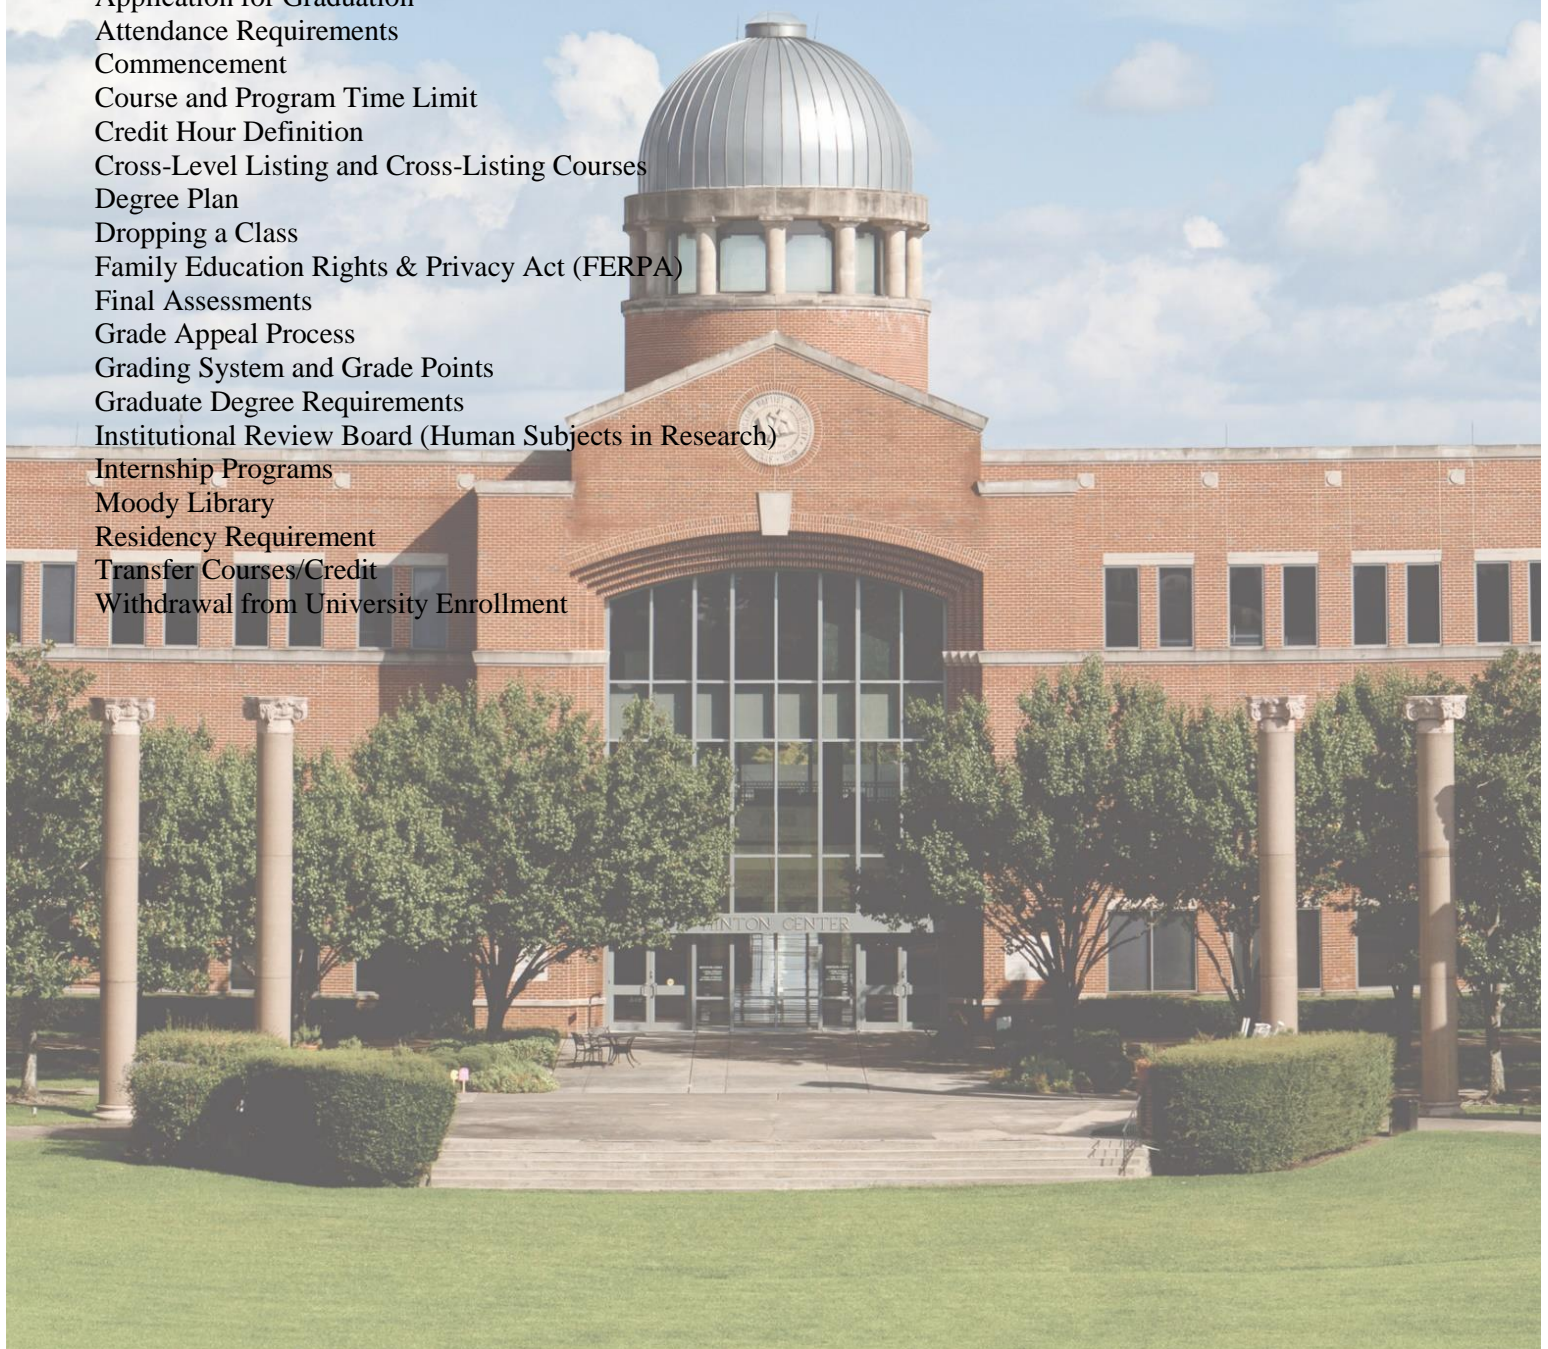 Application for Graduation
Attendance Requirements
Commencement
Course and Program Time Limit
Credit Hour Definition
Cross-Level Listing and Cross-Listing Courses
Degree Plan
Dropping a Class
Family Education Rights & Privacy Act (FERPA)
Final Assessments
Grade Appeal Process
Grading System and Grade Points
Graduate Degree Requirements
Institutional Review Board (Human Subjects in Research)
Internship Programs
Moody Library
Residency Requirement
Transfer Courses/Credit
Withdrawal from University Enrollment
HINTON CENTER